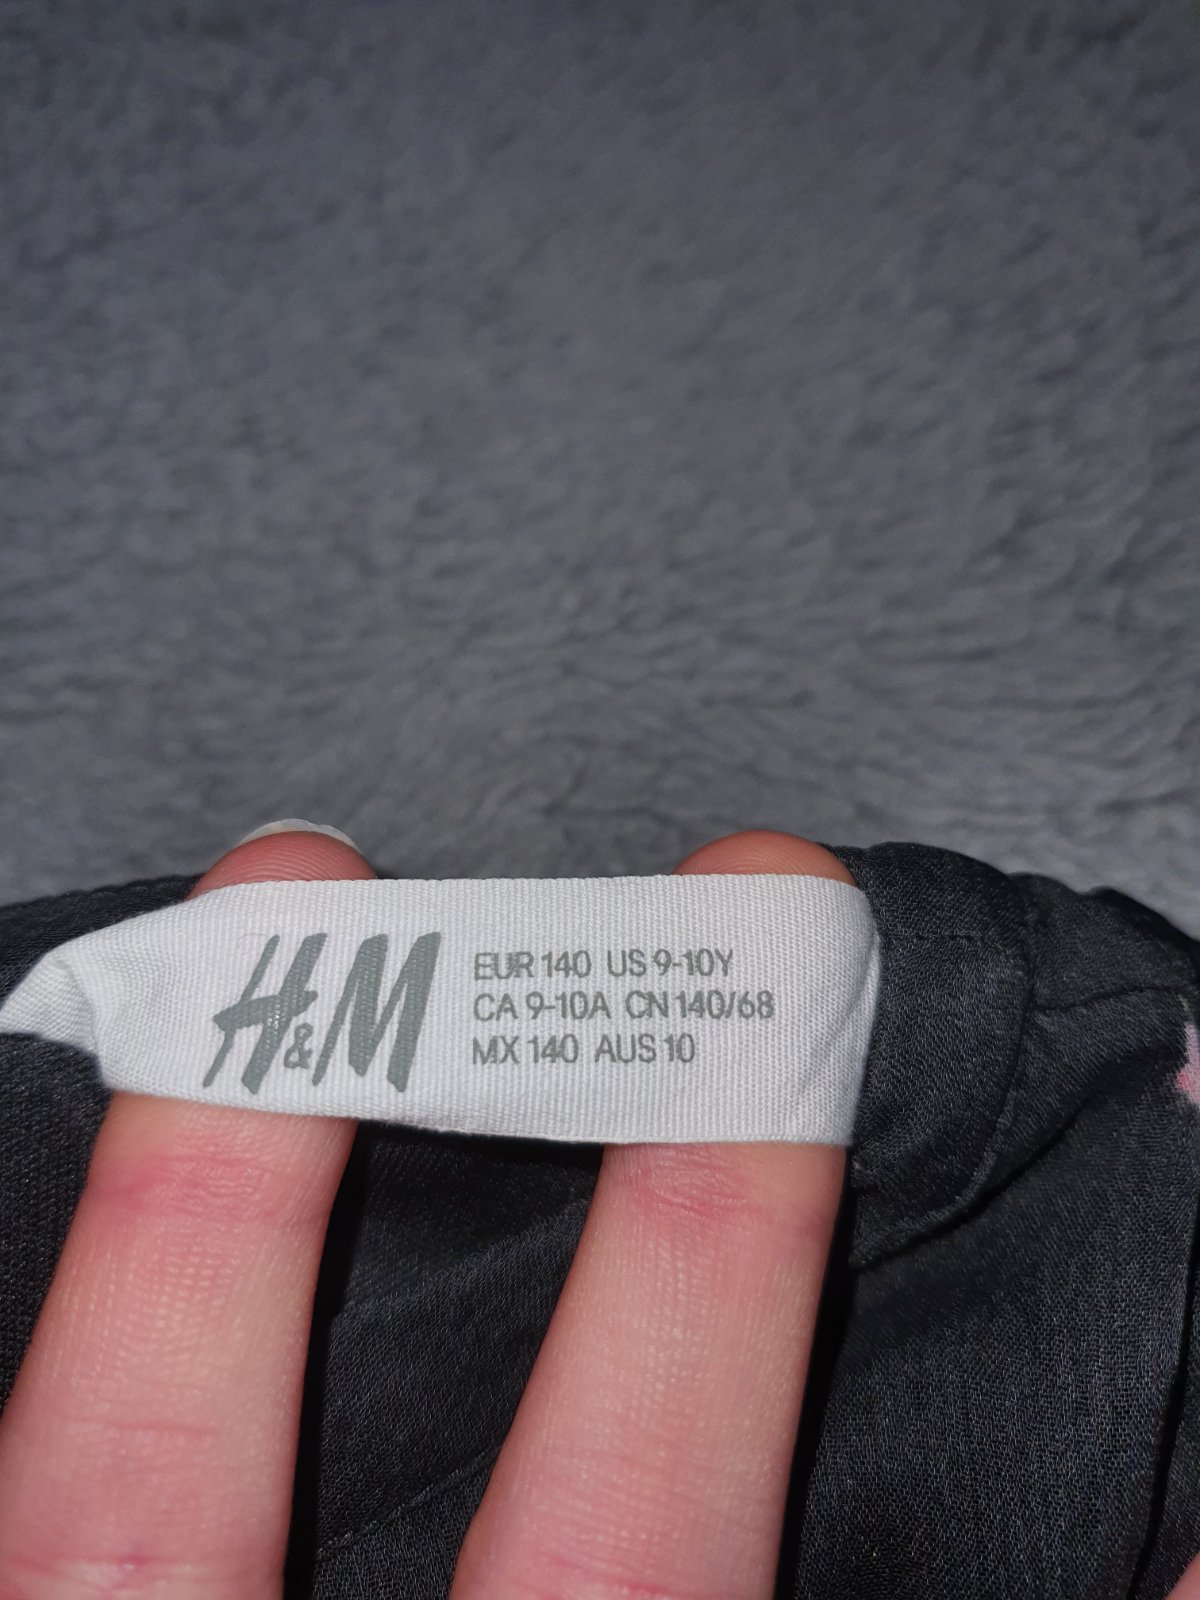 H&M
EUR 140 US 9-10Y
CA 9-10A CN 140/68
MX 140 AUS 10